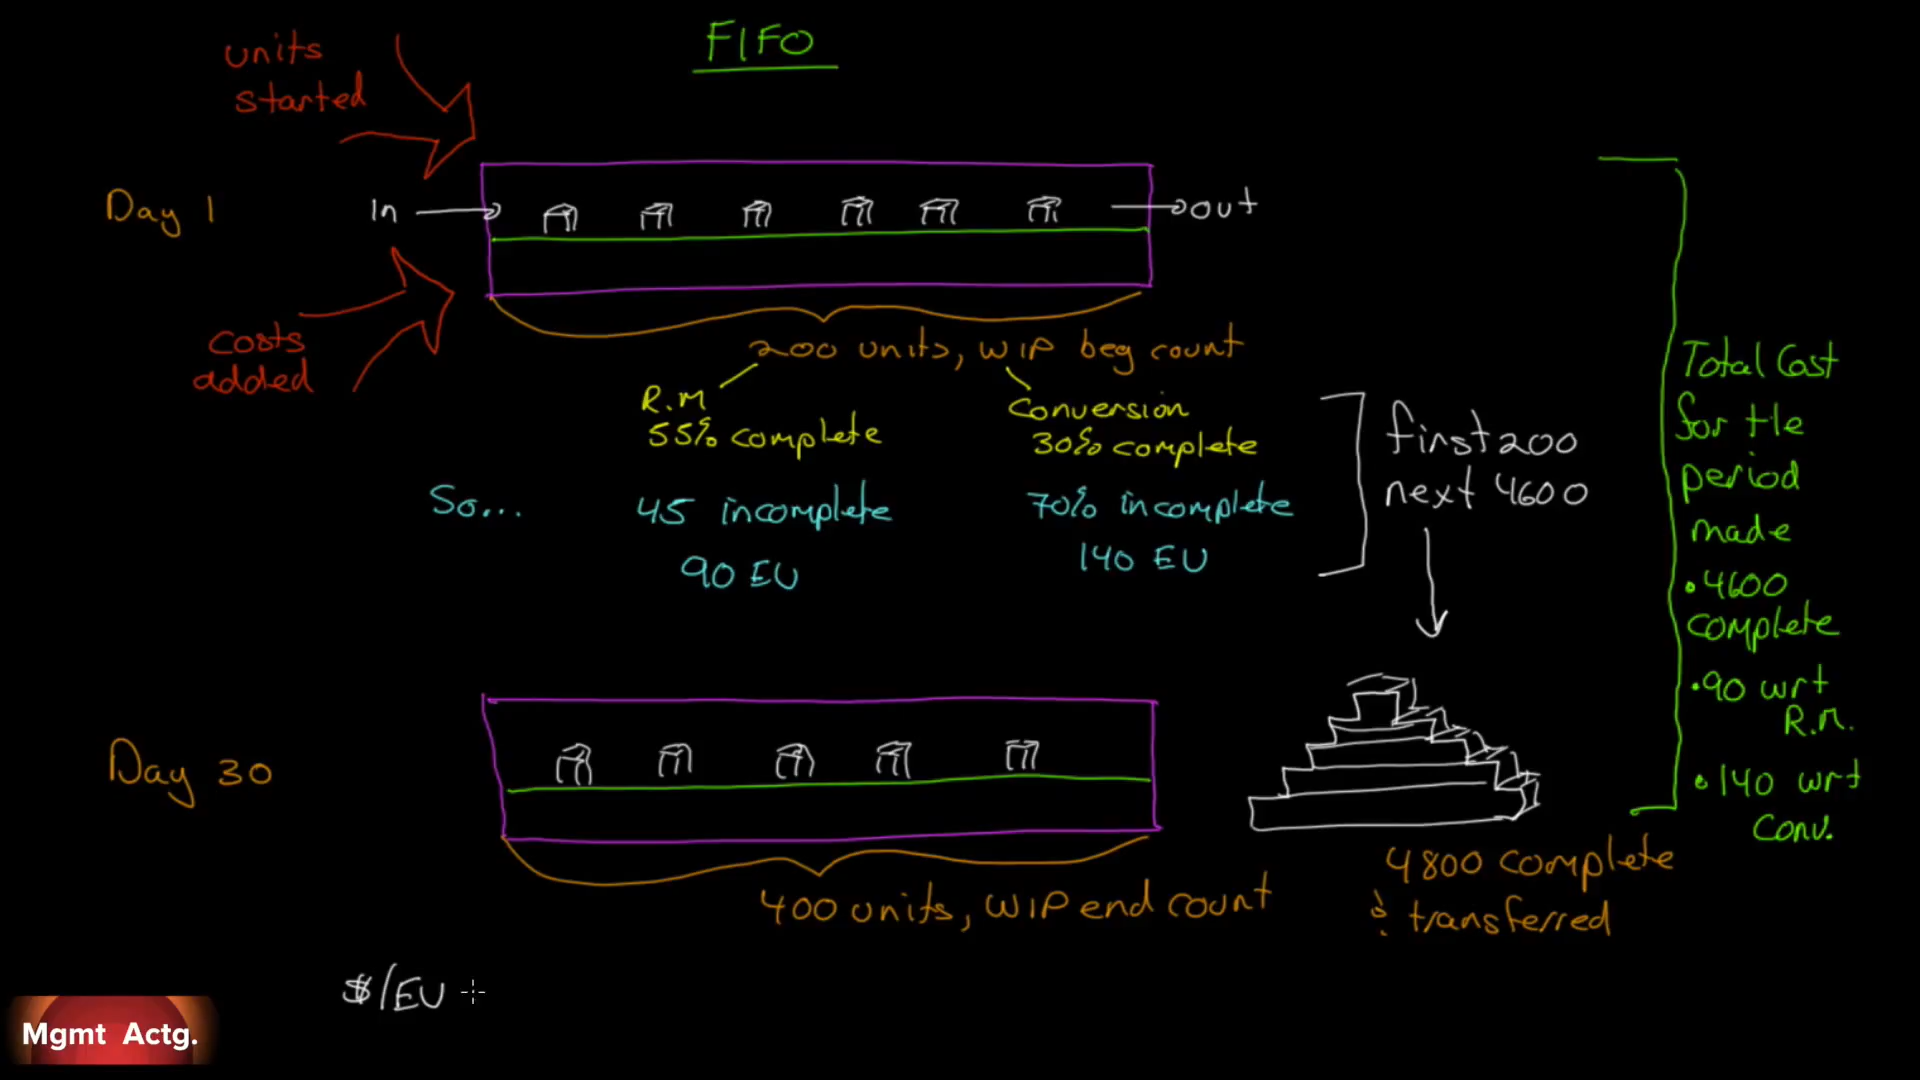 FIFO
units
started
Day 1
In
out
costs
added
200 units, WIP beg count
R.M
55% complete
Conversion
30% complete
So...
45 incomplete
90 EU
70% incomplete
140 EU
first 200
next 4600
Total Cost
for the
period
made
• 4600
complete
• 90 wrt
R.M.
• 140 wrt
Conv.
Day 30
400 units, WIP end count
4800 complete
& transferred
$/EU
Mgmt Actg.